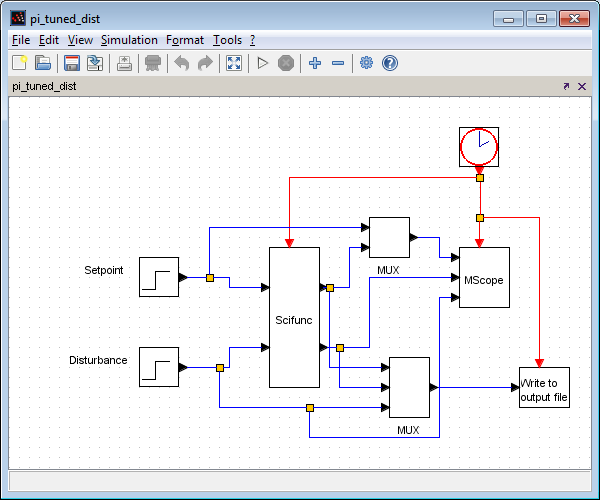 pi_tuned_dist
File Edit View Simulation Format Tools ?
pi_tuned_dist
Setpoint
MUX
MScope
Scifunc
Disturbance
Write to
output file
MUX